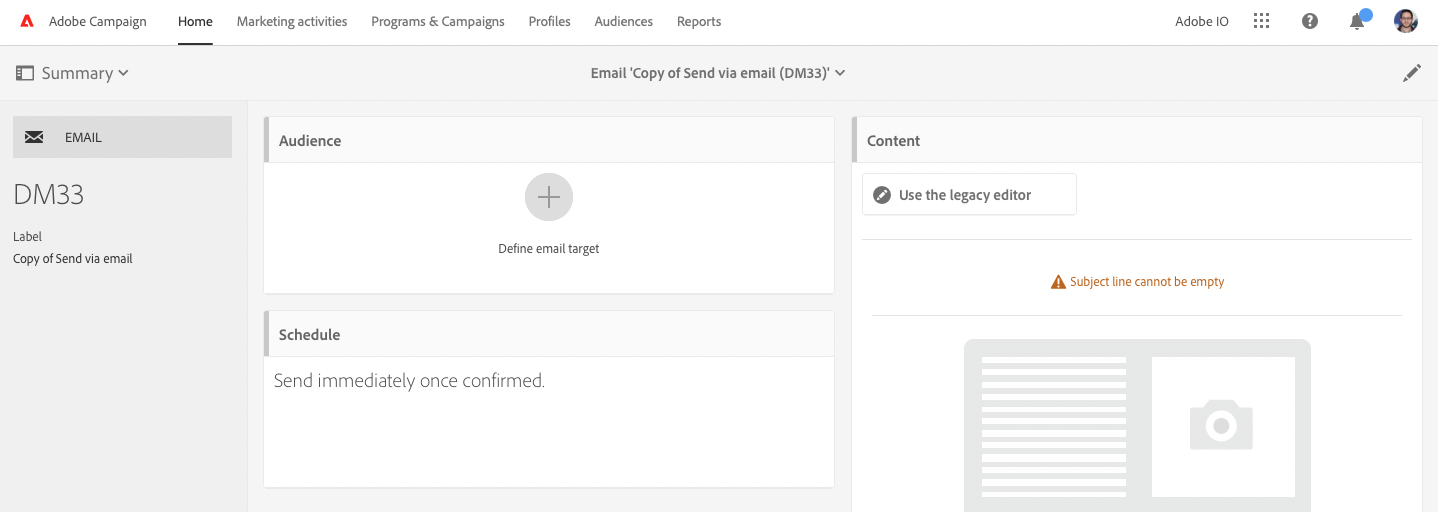 Adobe Campaign Home Marketing activities Programs & Campaigns Profiles Audiences Reports Adobe IO
Summary
Email 'Copy of Send via email (DM33)'
EMAIL
DM33
Label
Copy of Send via email
Audience
Define email target
Schedule
Send immediately once confirmed.
Content
Use the legacy editor
Subject line cannot be empty